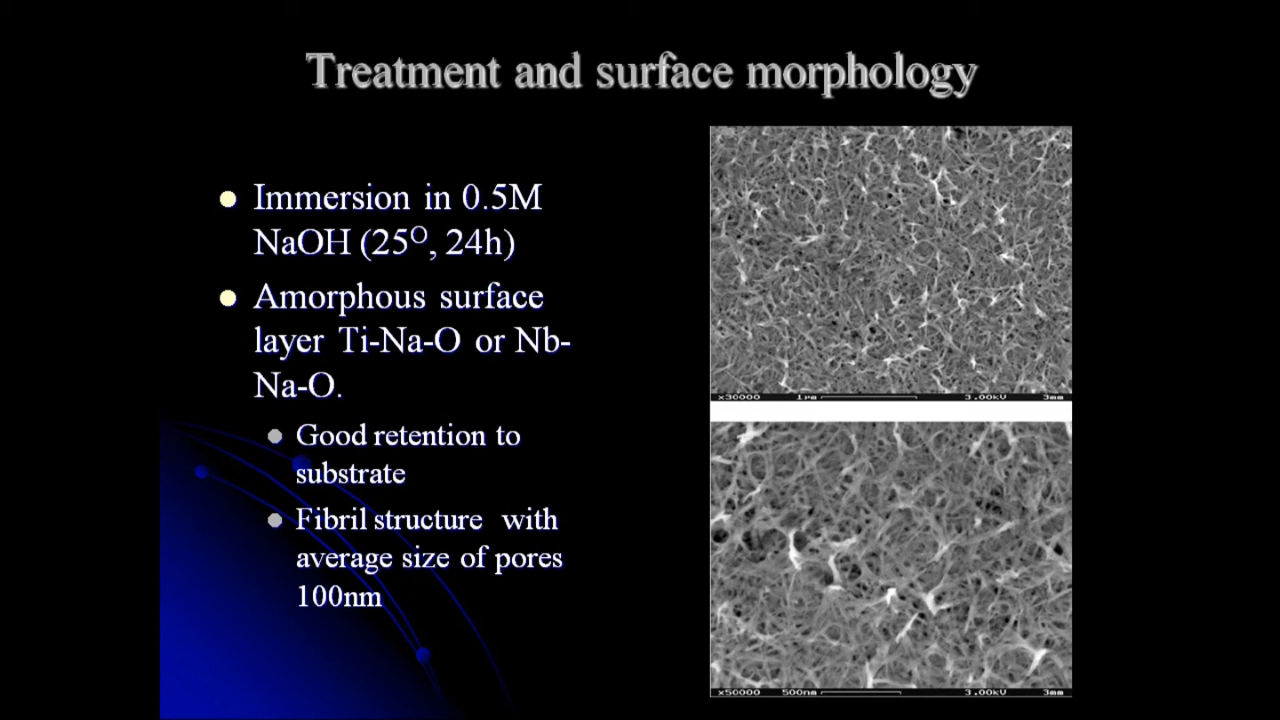 Treatment and surface morphology
Immersion in 0.5M
NaOH (25ᴼ, 24h)
Amorphous surface
layer Ti-Na-O or Nb-
Na-O.
Good retention to
substrate
Fibril structure with
average size of pores
100nm
x30000 1µm 3.00kV 3mm
x50000 500nm 3.00kV 3mm